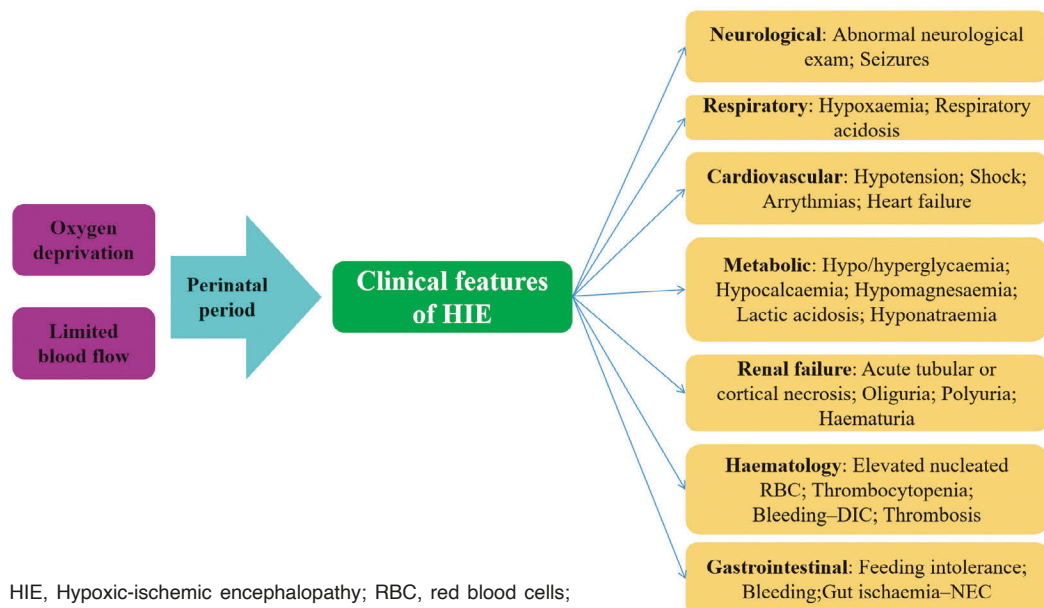 Oxygen
deprivation
Limited
blood flow
Perinatal
period
Clinical features
of HIE
Neurological: Abnormal neurological
exam; Seizures
Respiratory: Hypoxaemia; Respiratory
acidosis
Cardiovascular: Hypotension; Shock;
Arrythmias; Heart failure
Metabolic: Hypo/hyperglycaemia;
Hypocalcaemia; Hypomagnesaemia;
Lactic acidosis; Hyponatraemia
Renal failure: Acute tubular or
cortical necrosis; Oliguria; Polyuria;
Haematuria
Haematology: Elevated nucleated
RBC; Thrombocytopenia;
Bleeding–DIC; Thrombosis
Gastrointestinal: Feeding intolerance;
Bleeding;Gut ischaemia–NEC
HIE, Hypoxic-ischemic encephalopathy; RBC, red blood cells;